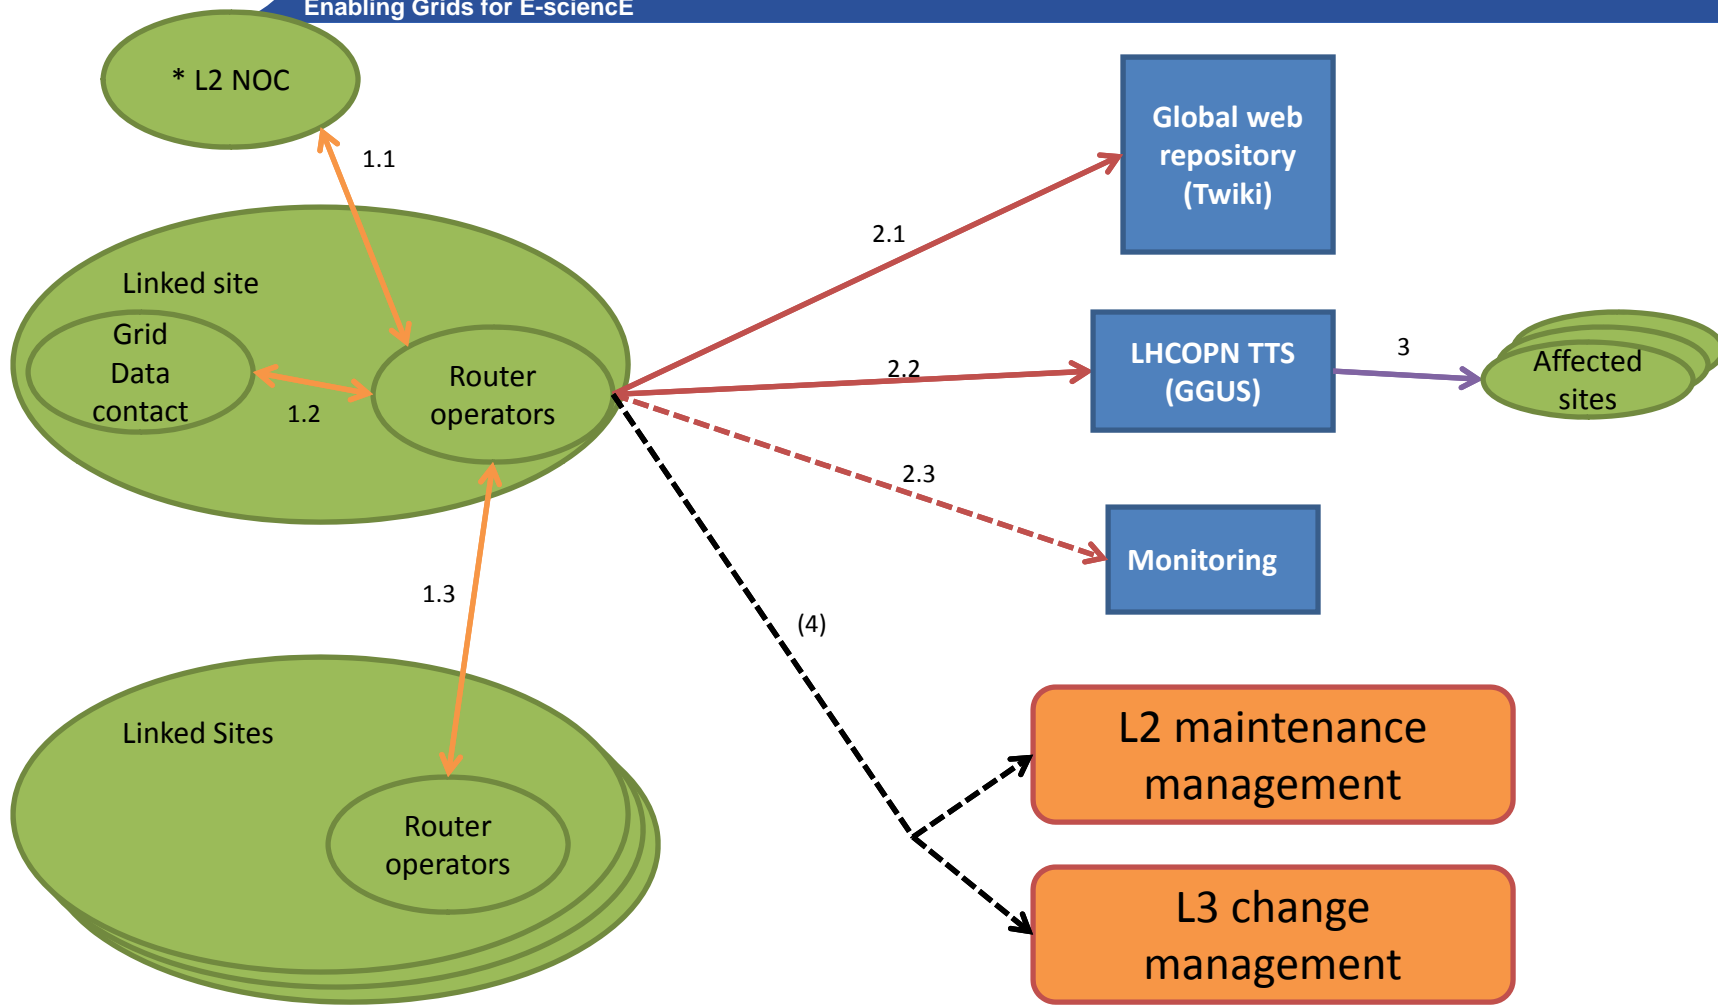 Enabling Grids for E-sciencE
* L2 NOC
1.1
Global web
repository
(Twiki)
2.1
Linked site
Grid
Data
contact
1.2
Router
operators
2.2
LHCOPN TTS
(GGUS)
3
Affected
sites
2.3
Monitoring
1.3
(4)
Linked Sites
Router
operators
L2 maintenance
management
L3 change
management